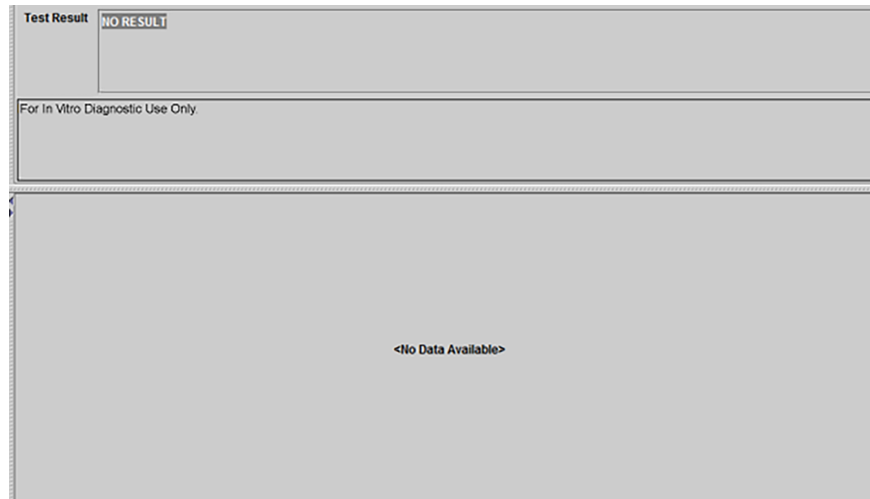 Test Result NO RESULT
For In Vitro Diagnostic Use Only.
<No Data Available>